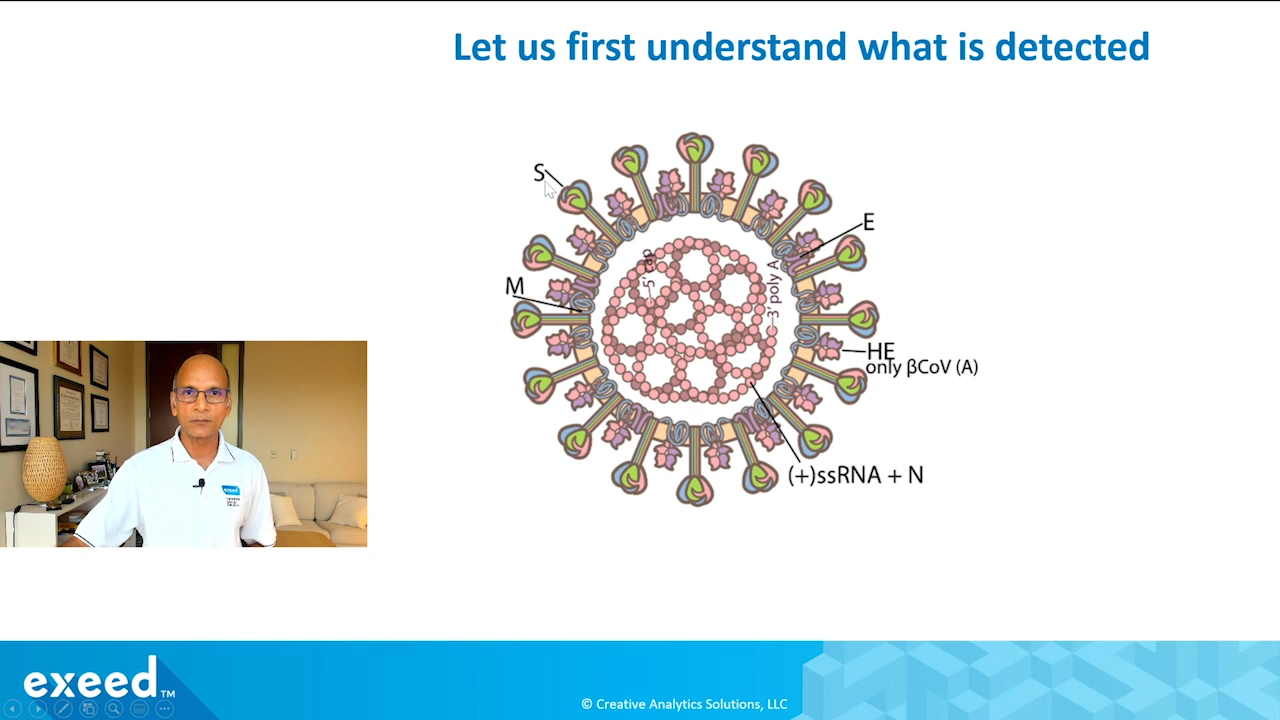 Let us first understand what is detected
S
E
M
5' cap
3' poly A
HE
only βCoV (A)
(+)ssRNA + N
exeed
exeed™
© Creative Analytics Solutions, LLC